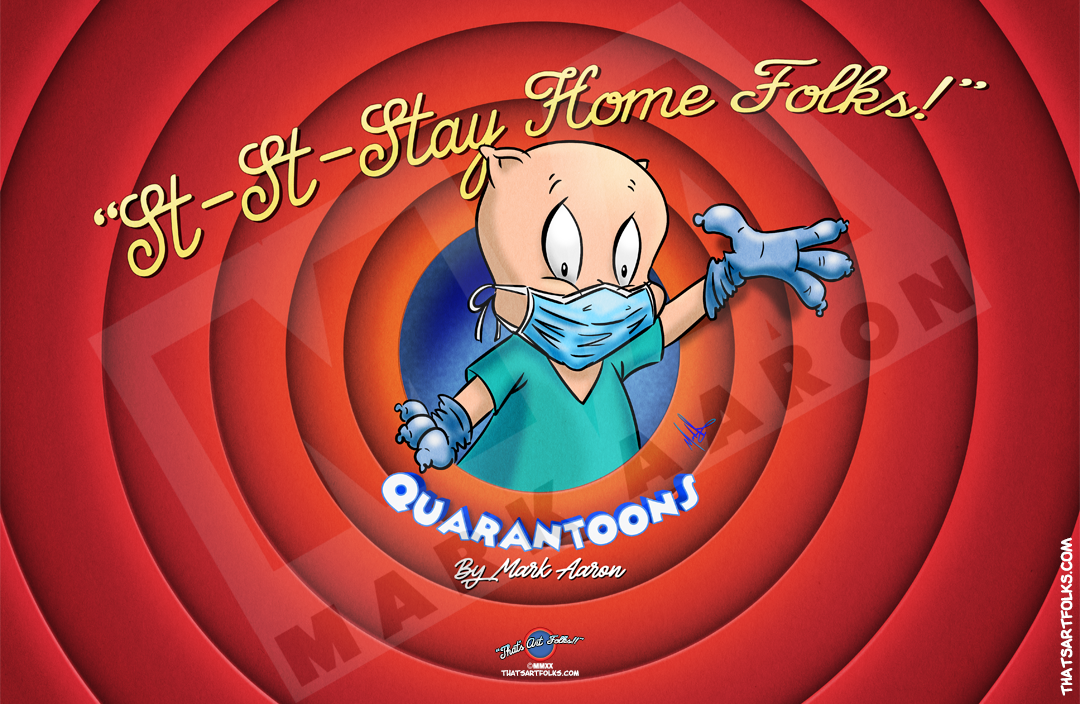 “St-St-Stay Home Folks!”
QUARANTOONS
By Mark Aaron
MARK AARON
"That's Art Folks!!"
©MMXX
THATSARTFOLKS.COM
THATSARTFOLKS.COM